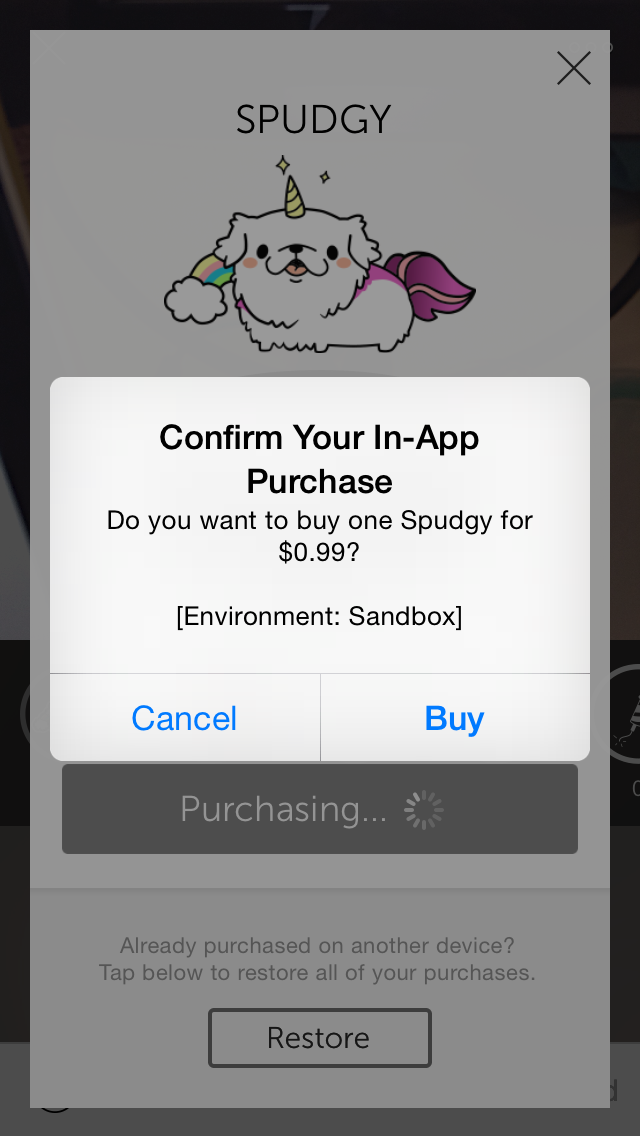 SPUDGY
Confirm Your In-App
Purchase
Do you want to buy one Spudgy for
$0.99?
[Environment: Sandbox]
Cancel
Buy
Purchasing...
Already purchased on another device?
Tap below to restore all of your purchases.
Restore